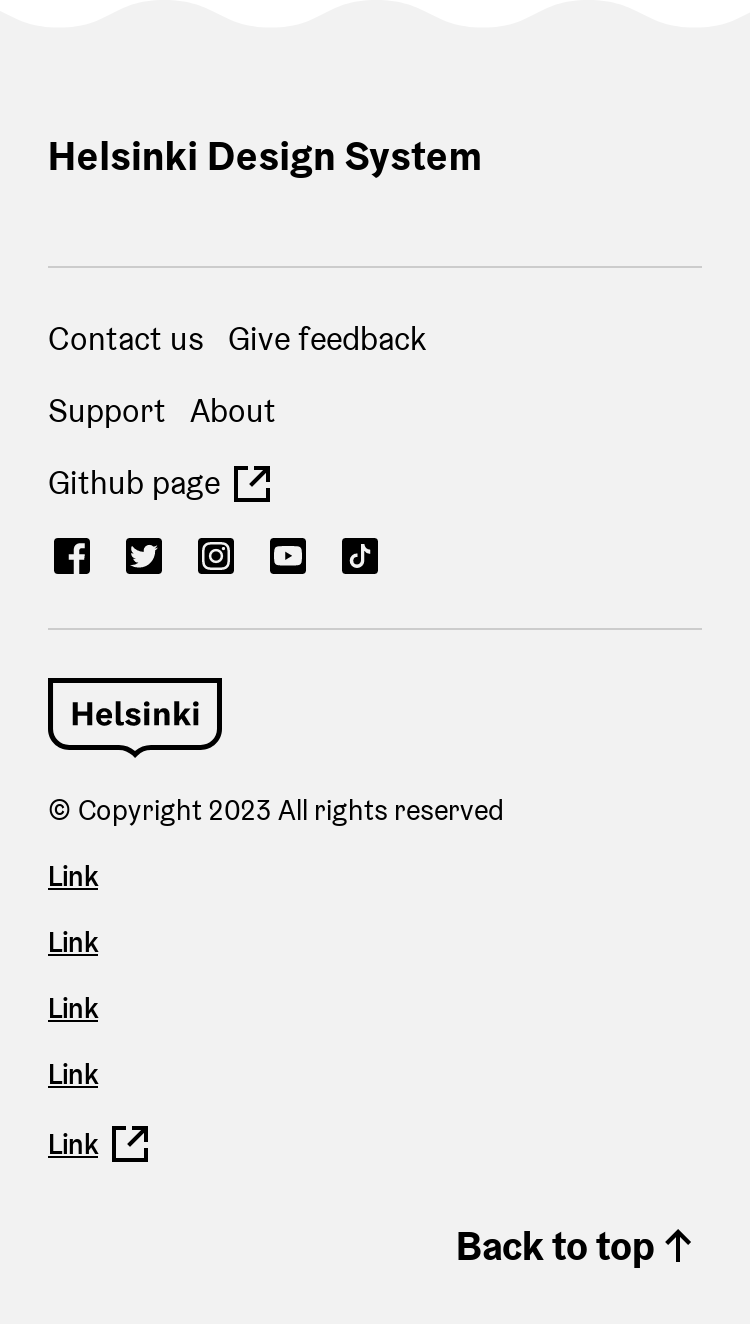 Helsinki Design System
Contact us Give feedback
Support About
Github page
Helsinki
© Copyright 2023 All rights reserved
Link
Link
Link
Link
Link
Back to top